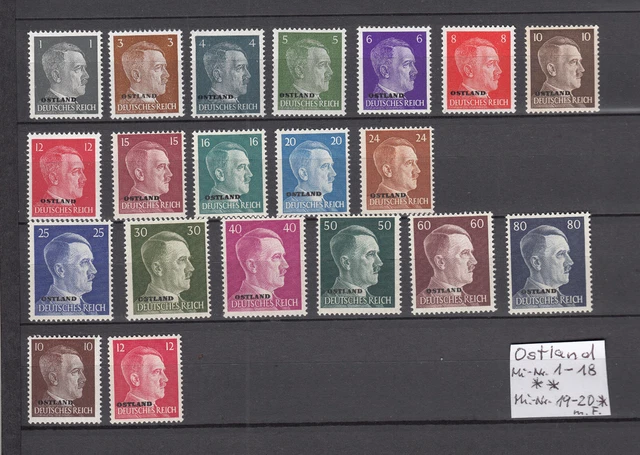 1 1
OSTLAND
DEUTSCHES REICH
3 3
OSTLAND
DEUTSCHES REICH
4 4
OSTLAND
DEUTSCHES REICH
5 5
OSTLAND
DEUTSCHES REICH
6 6
OSTLAND
DEUTSCHES REICH
8 8
OSTLAND
DEUTSCHES REICH
10 10
OSTLAND
DEUTSCHES REICH
12 12
OSTLAND
DEUTSCHES REICH
15 15
OSTLAND
DEUTSCHES REICH
16 16
OSTLAND
DEUTSCHES REICH
20 20
OSTLAND
DEUTSCHES REICH
24 24
OSTLAND
DEUTSCHES REICH
25 25
OSTLAND
DEUTSCHES REICH
30 30
OSTLAND
DEUTSCHES REICH
40 40
OSTLAND
DEUTSCHES REICH
50 50
OSTLAND
DEUTSCHES REICH
60 60
OSTLAND
DEUTSCHES REICH
80 80
OSTLAND
DEUTSCHES REICH
10 10
OSTLAND
DEUTSCHES REICH
12 12
OSTLAND
DEUTSCHES REICH
Ostland
Mi-Nr. 1-18
**
Mi-Nr. 19-20*
m.F.